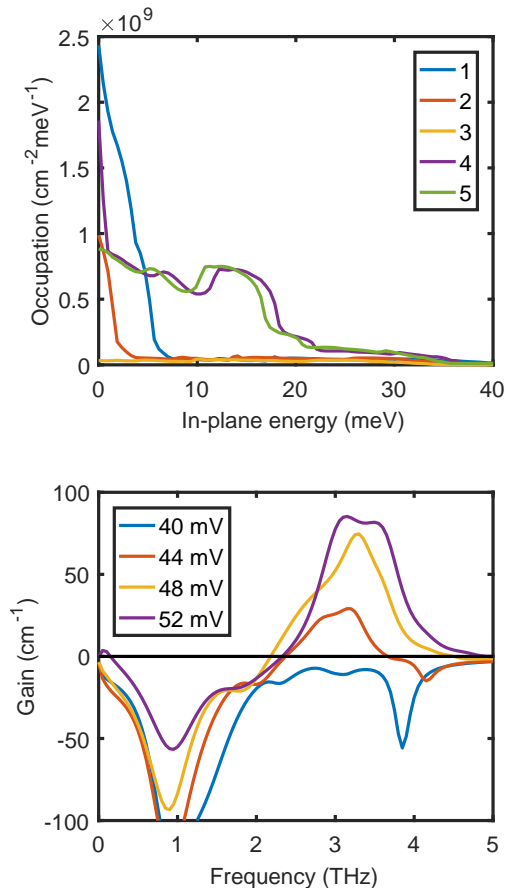 ×10⁹
2.5
2
1.5
1
0.5
0
Occupation (cm⁻²meV⁻¹)
1
2
3
4
5
0 10 20 30 40
In-plane energy (meV)
100
50
0
-50
-100
Gain (cm⁻¹)
40 mV
44 mV
48 mV
52 mV
0 1 2 3 4 5
Frequency (THz)